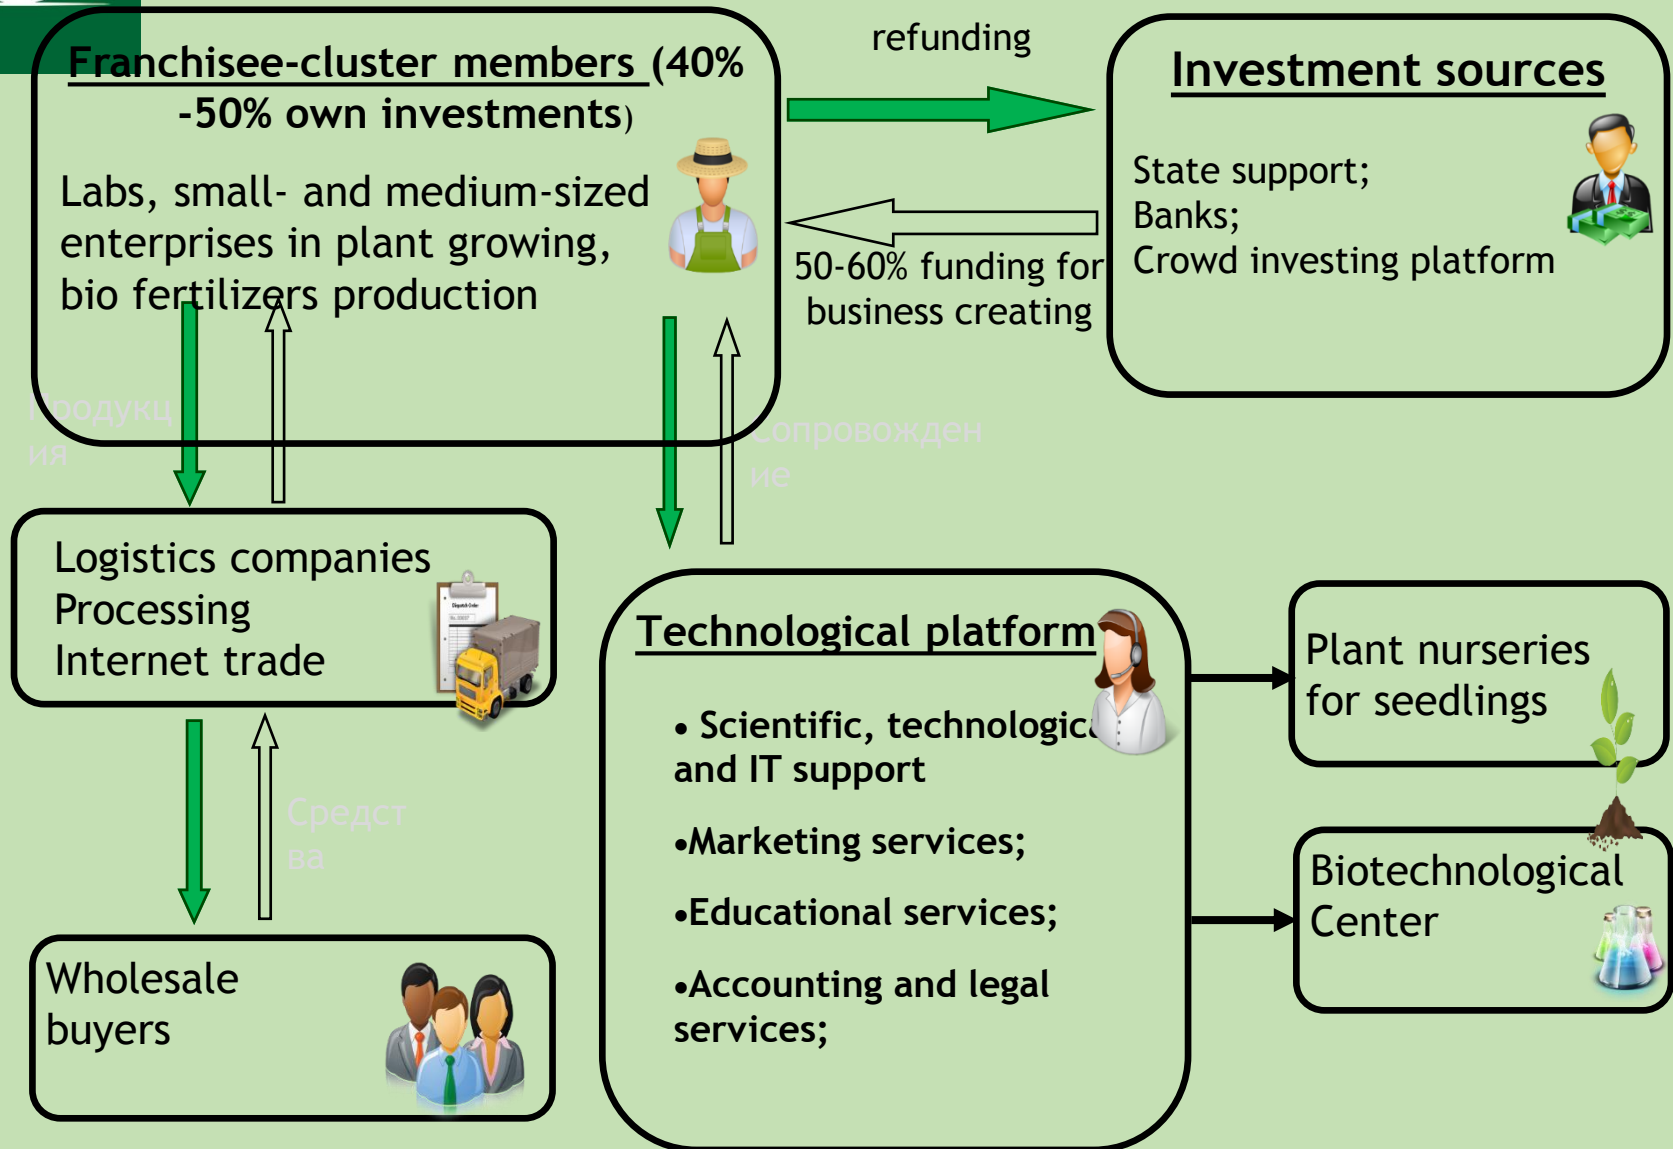 Franchisee-cluster members (40%
-50% own investments)
Labs, small- and medium-sized
enterprises in plant growing,
bio fertilizers production
refunding
50-60% funding for
business creating
Investment sources
State support;
Banks;
Crowd investing platform
Продукц
ия
Сопровожден
ие
Logistics companies
Processing
Internet trade
Dispatch Order
Средст
ва
Wholesale
buyers
Technological platform
• Scientific, technologica
and IT support
•Marketing services;
•Educational services;
•Accounting and legal
services;
Plant nurseries
for seedlings
Biotechnological
Center